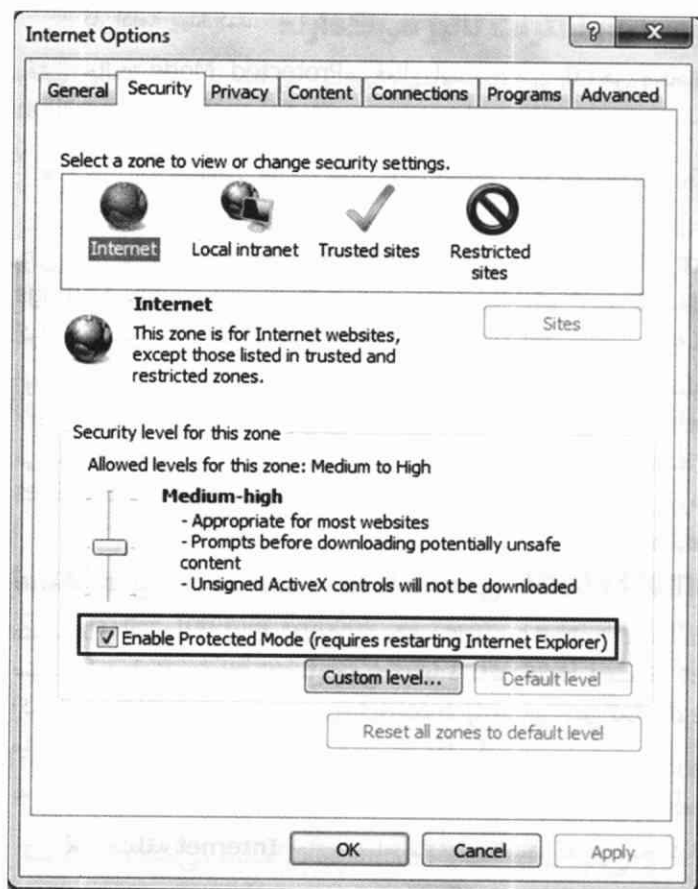 Internet Options
General Security Privacy Content Connections Programs Advanced
Select a zone to view or change security settings.
Internet Local intranet Trusted sites Restricted
sites
Internet
Sites
This zone is for Internet websites,
except those listed in trusted and
restricted zones.
Security level for this zone
Allowed levels for this zone: Medium to High
Medium-high
- Appropriate for most websites
- Prompts before downloading potentially unsafe
content
- Unsigned ActiveX controls will not be downloaded
Enable Protected Mode (requires restarting Internet Explorer)
Custom level... Default level
Reset all zones to default level
OK Cancel Apply